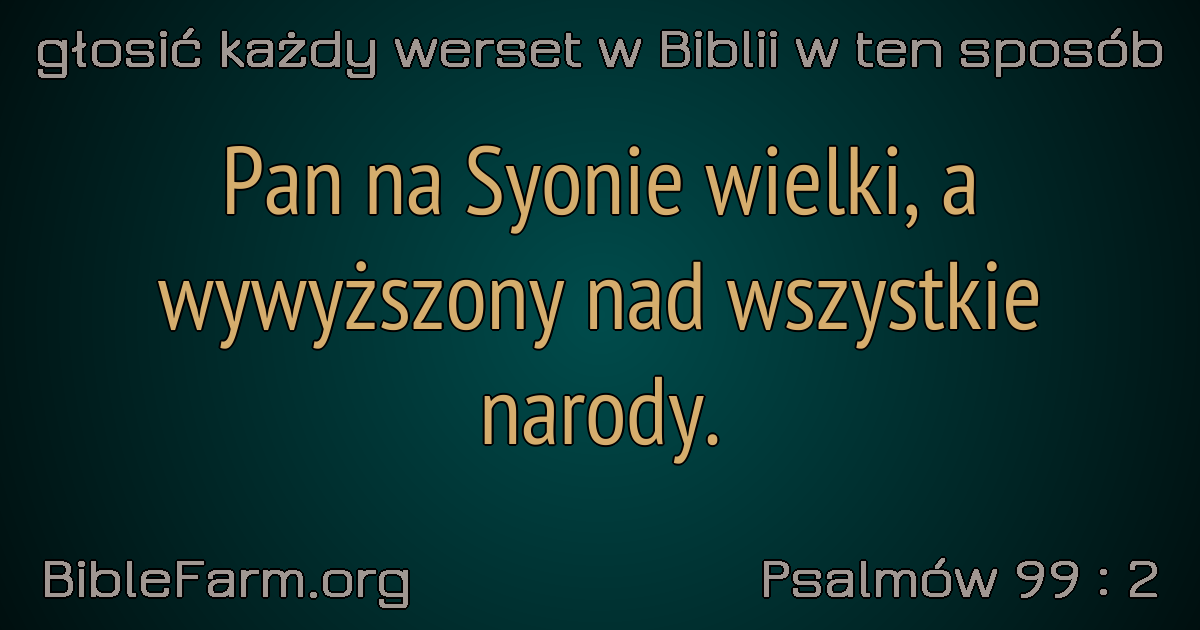 głosić każdy werset w Biblii w ten sposób
Pan na Syonie wielki, a
wywyższony nad wszystkie
narody.
BibleFarm.org
Psalmów 99 : 2